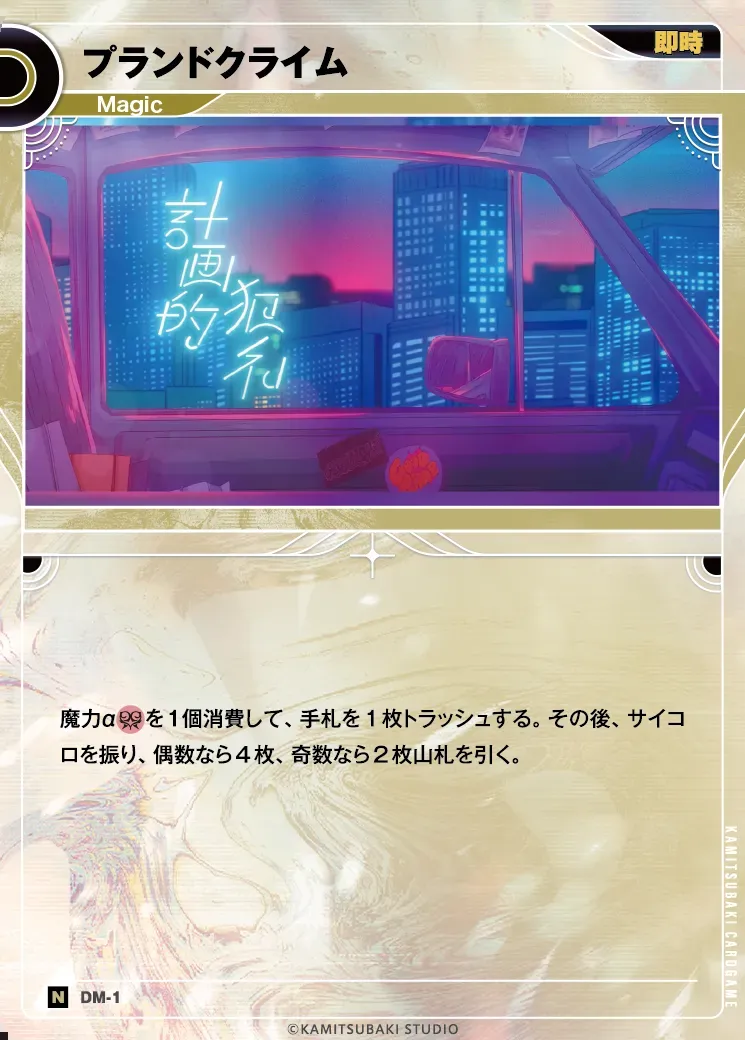 プランドクライム
即時
Magic
計画的
犯行
魔力αを1個消費して、手札を1枚トラッシュする。その後、サイコ
ロを振り、偶数なら4枚、奇数なら2枚山札を引く。
N DM-1
KAMITSUBAKI CARDGAME
©KAMITSUBAKI STUDIO